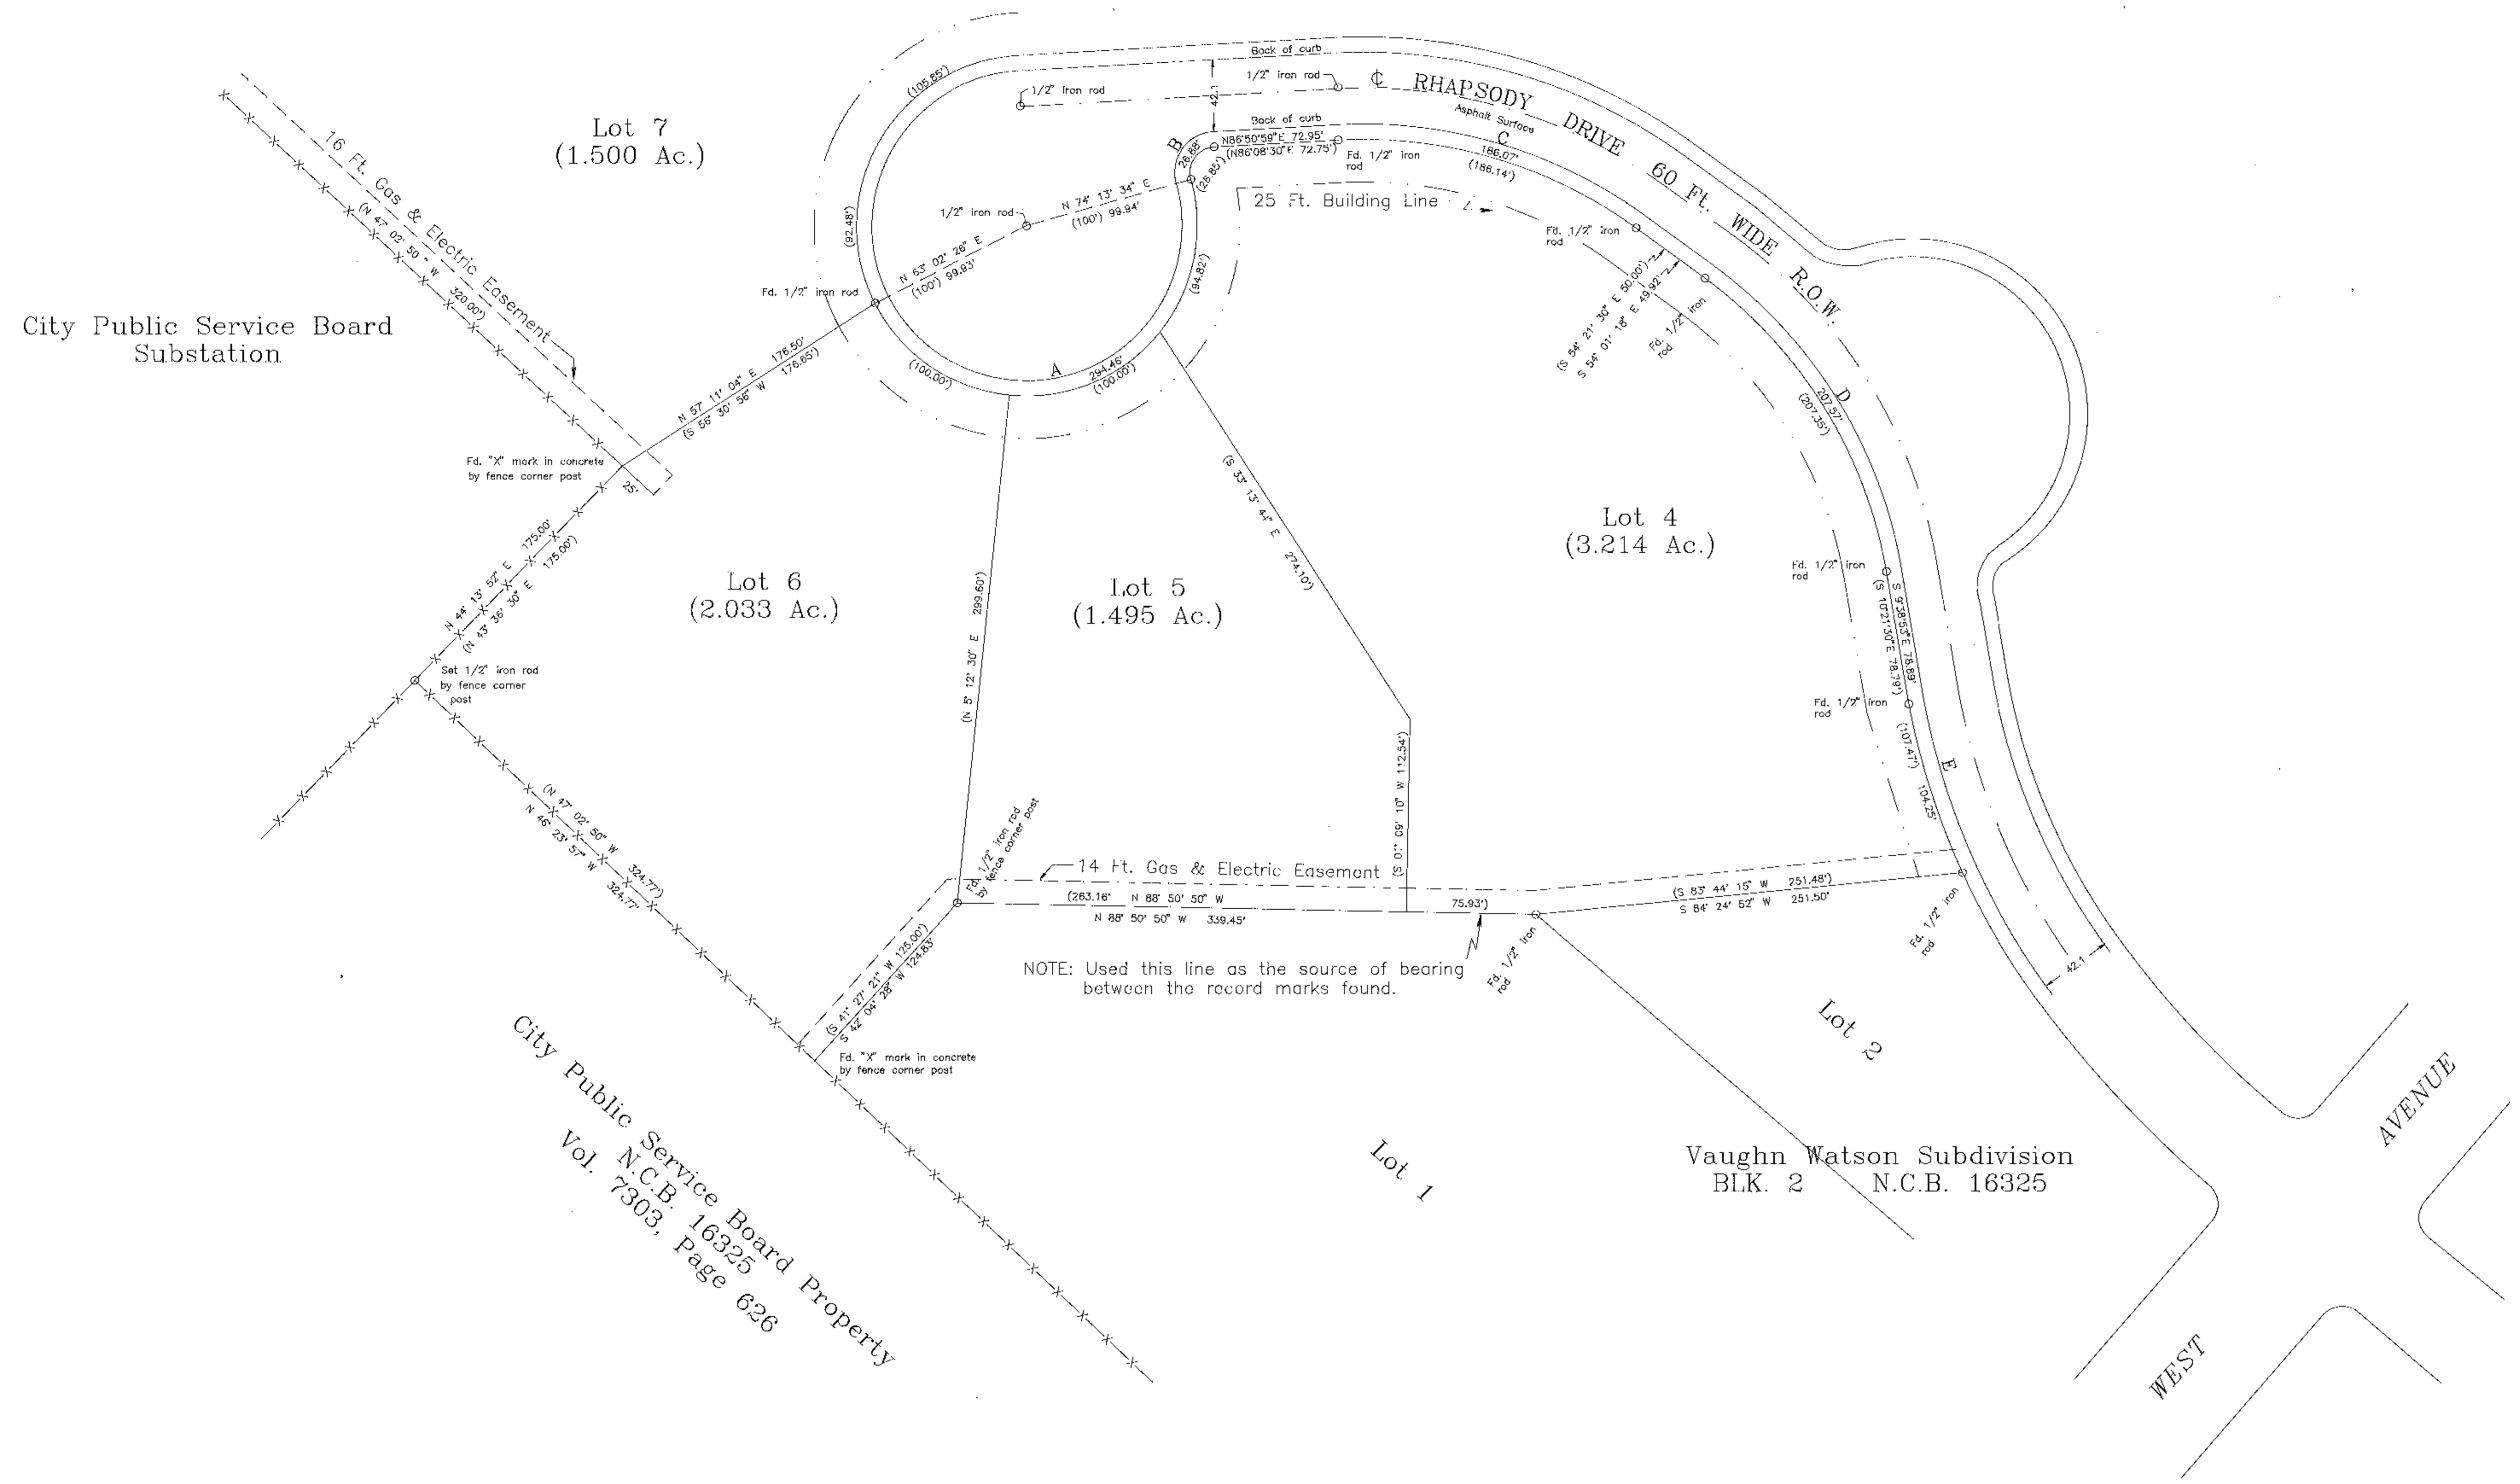 Back of curb
(105.85')
1/2" iron rod
1/2" iron rod
42.1
℄ RHAPSODY DRIVE 60 Ft. WIDE R.O.W.
Asphalt Surface
Lot 7
(1.500 Ac.)
16 Ft. Gas & Electric Easement
(N 47° 02' 50" W 320.00')
Back of curb
B
26.88'
(26.85')
N86°50'59"E 72.95'
(N86°08'30"E 72.75')
Fd. 1/2" iron
rod
C
186.07'
(186.14')
N 74° 13' 34" E
(100') 99.94'
1/2" iron rod
25 Ft. Building Line
(92.48')
N 63° 02' 26" E
(100') 99.93'
(94.82')
Fd. 1/2" iron
rod
(S 54° 21' 30" E 50.00')
S 54° 01' 18" E 49.92'
Fd. 1/2" iron
rod
Fd. 1/2" iron rod
City Public Service Board
Substation
N 57° 11' 04" E 176.50'
(S 56° 30' 56" W 176.65')
(100.00')
A
294.46'
(100.00')
D
207.57'
(207.35')
Fd. "X" mark in concrete
by fence corner post
25'
(S 33° 13' 44" E 274.10')
Lot 4
(3.214 Ac.)
N 44° 13' 52" E 175.00'
(N 43° 36' 30" E 175.00')
Lot 6
(2.033 Ac.)
(N 5° 12' 30" E 299.60')
Lot 5
(1.495 Ac.)
Fd. 1/2" iron
rod
S 9°38'53"E 78.89'
(S 10°21'30"E 78.79')
Set 1/2" iron rod
by fence corner
post
Fd. 1/2" iron
rod
(107.47')
E
104.25'
(S 01° 09' 10" W 112.54')
(N 47° 02' 50" W 324.77')
N 46° 23' 57" W 324.77'
Fd. 1/2" iron rod
by fence corner post
14 Ft. Gas & Electric Easement
(263.16' N 88° 50' 50" W 75.93')
N 88° 50' 50" W 339.45'
(S 83° 44' 15" W 251.48')
S 84° 24' 52" W 251.50'
Fd. 1/2" iron
rod
Fd. 1/2" iron
rod
(S 41° 27' 21" W 125.00')
S 42° 04' 28" W 124.83'
NOTE: Used this line as the source of bearing
between the record marks found.
42.1
Fd. "X" mark in concrete
by fence corner post
Lot 2
City Public Service Board Property
N.C.B. 16325
Vol. 7303, Page 626
Lot 1
Vaughn Watson Subdivision
BLK. 2 N.C.B. 16325
WEST AVENUE